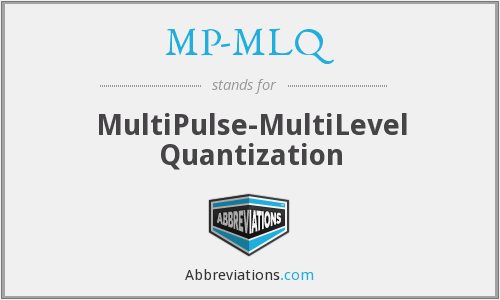 MP-MLQ
stands for
MultiPulse-MultiLevel
Quantization
ABBREVIATIONS
Abbreviations.com